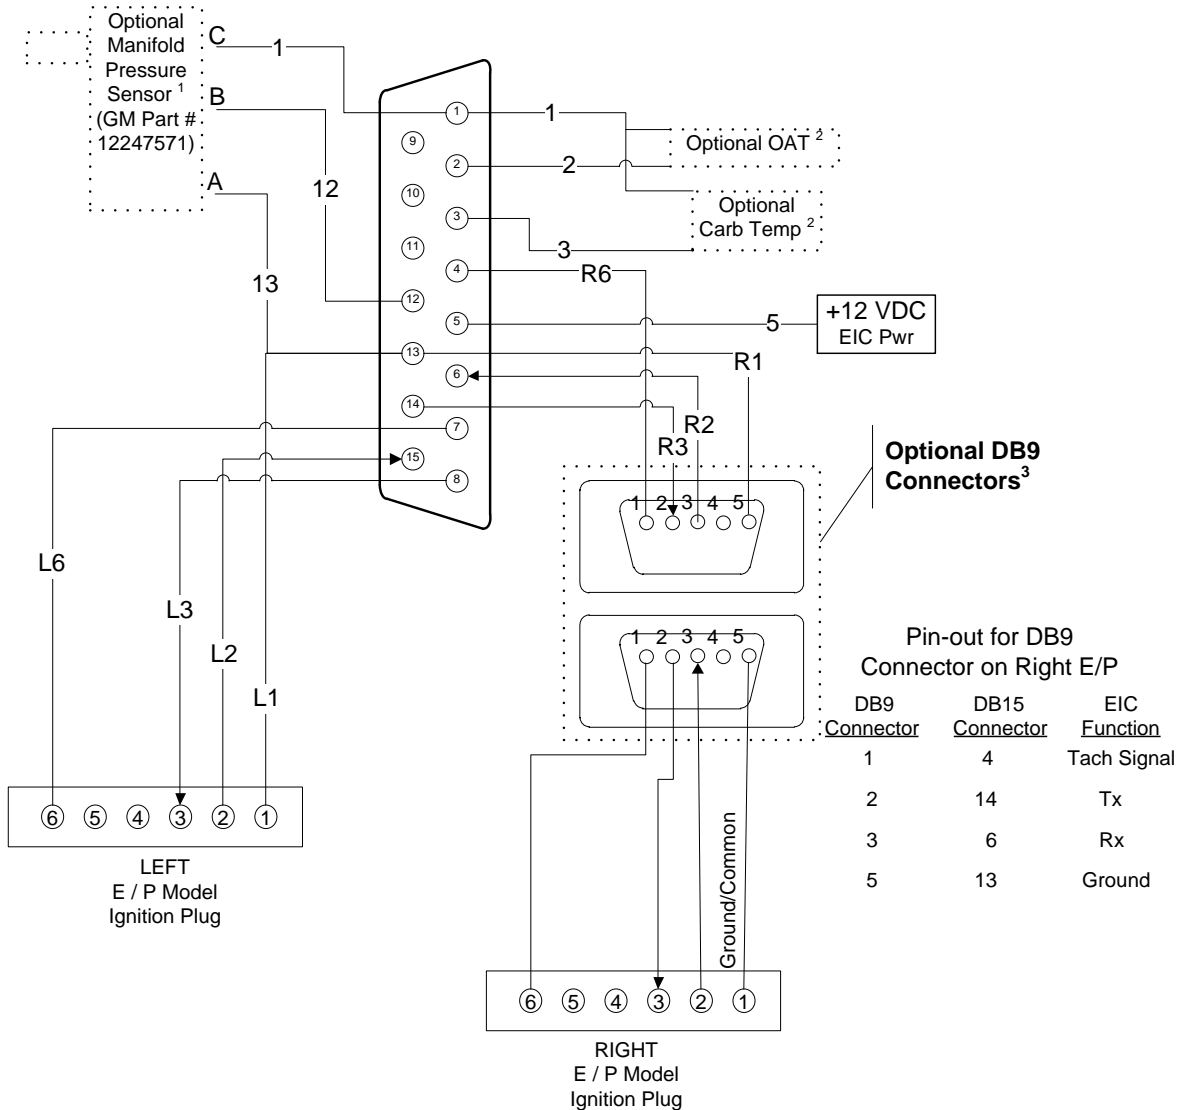 Optional
Manifold
Pressure
Sensor 1
(GM Part #
12247571)
C
B
A
1
12
13
1
9
2
10
3
11
4
12
5
13
6
14
7
15
8
1
2
3
Optional OAT 2
Optional
Carb Temp 2
R6
5
+12 VDC
EIC Pwr
R1
R2
R3
Optional DB9
Connectors3
1 2 3 4 5
1 2 3 4 5
L6
L3
L2
L1
6 5 4 3 2 1
LEFT
E / P Model
Ignition Plug
Pin-out for DB9
Connector on Right E/P
DB9 DB15 EIC
Connector Connector Function
1 4 Tach Signal
2 14 Tx
3 6 Rx
5 13 Ground
Ground/Common
6 5 4 3 2 1
RIGHT
E / P Model
Ignition Plug